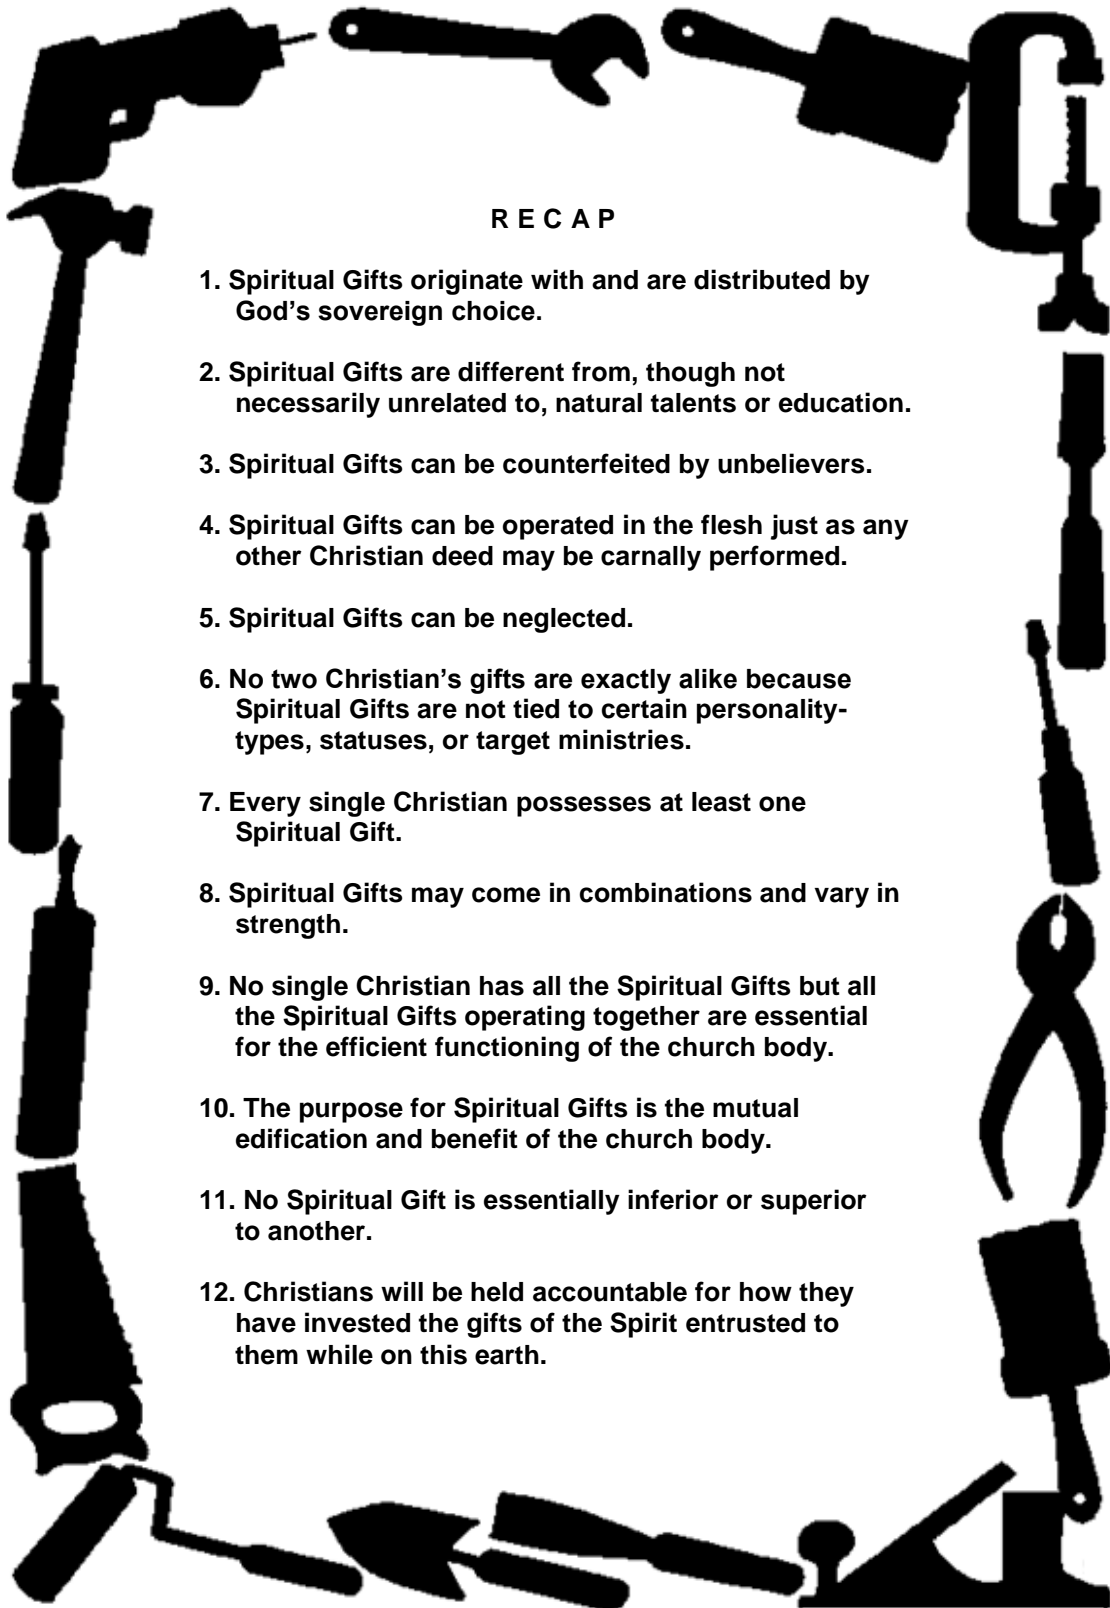 R E C A P
1. Spiritual Gifts originate with and are distributed by
God’s sovereign choice.
2. Spiritual Gifts are different from, though not
necessarily unrelated to, natural talents or education.
3. Spiritual Gifts can be counterfeited by unbelievers.
4. Spiritual Gifts can be operated in the flesh just as any
other Christian deed may be carnally performed.
5. Spiritual Gifts can be neglected.
6. No two Christian’s gifts are exactly alike because
Spiritual Gifts are not tied to certain personality-
types, statuses, or target ministries.
7. Every single Christian possesses at least one
Spiritual Gift.
8. Spiritual Gifts may come in combinations and vary in
strength.
9. No single Christian has all the Spiritual Gifts but all
the Spiritual Gifts operating together are essential
for the efficient functioning of the church body.
10. The purpose for Spiritual Gifts is the mutual
edification and benefit of the church body.
11. No Spiritual Gift is essentially inferior or superior
to another.
12. Christians will be held accountable for how they
have invested the gifts of the Spirit entrusted to
them while on this earth.